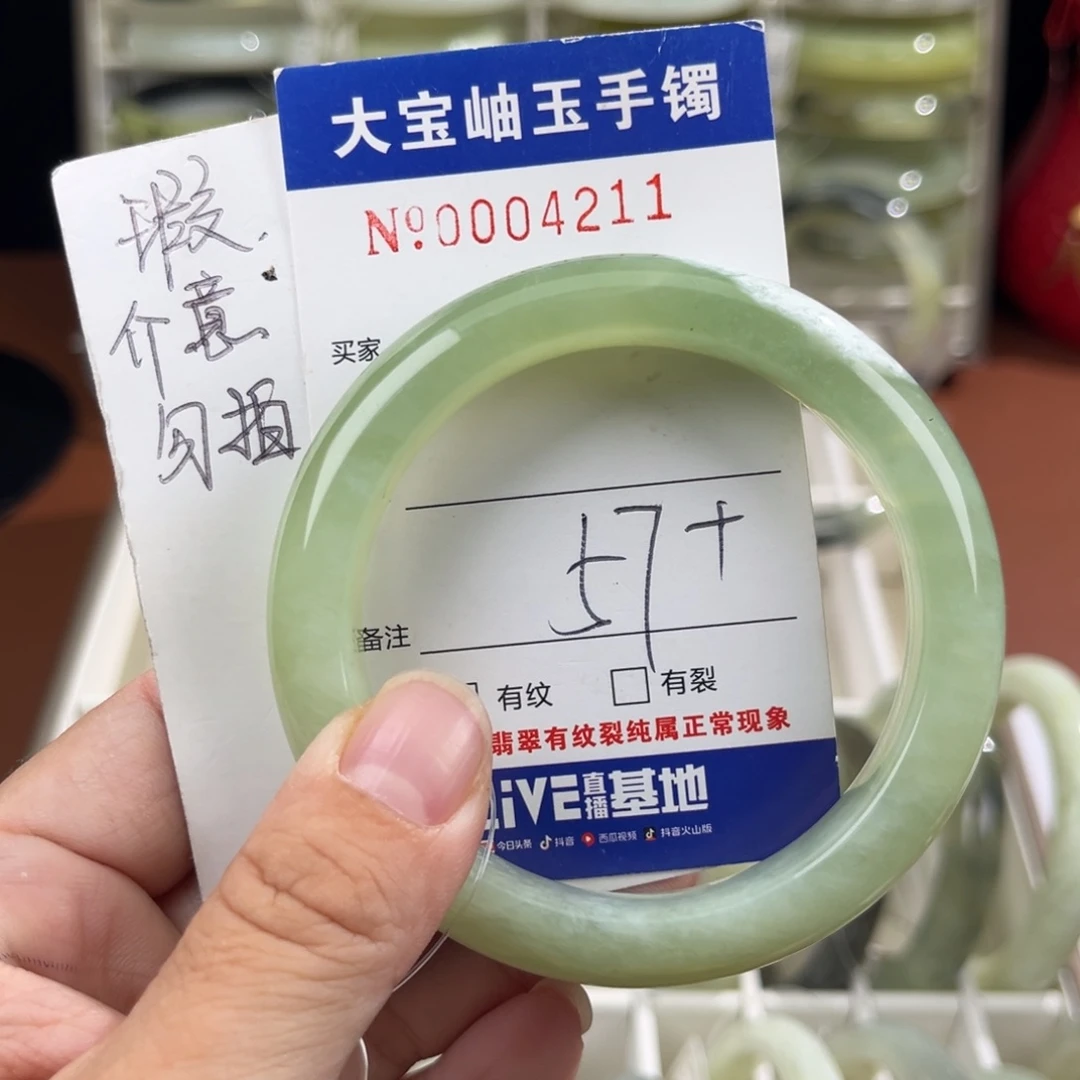 大宝岫玉手镯
№0004211
瑕
介意
勿拍
买家
57+
备注
有纹 有裂
翡翠有纹裂纯属正常现象
LIVE直播基地
今日头条 抖音 西瓜视频 抖音火山版